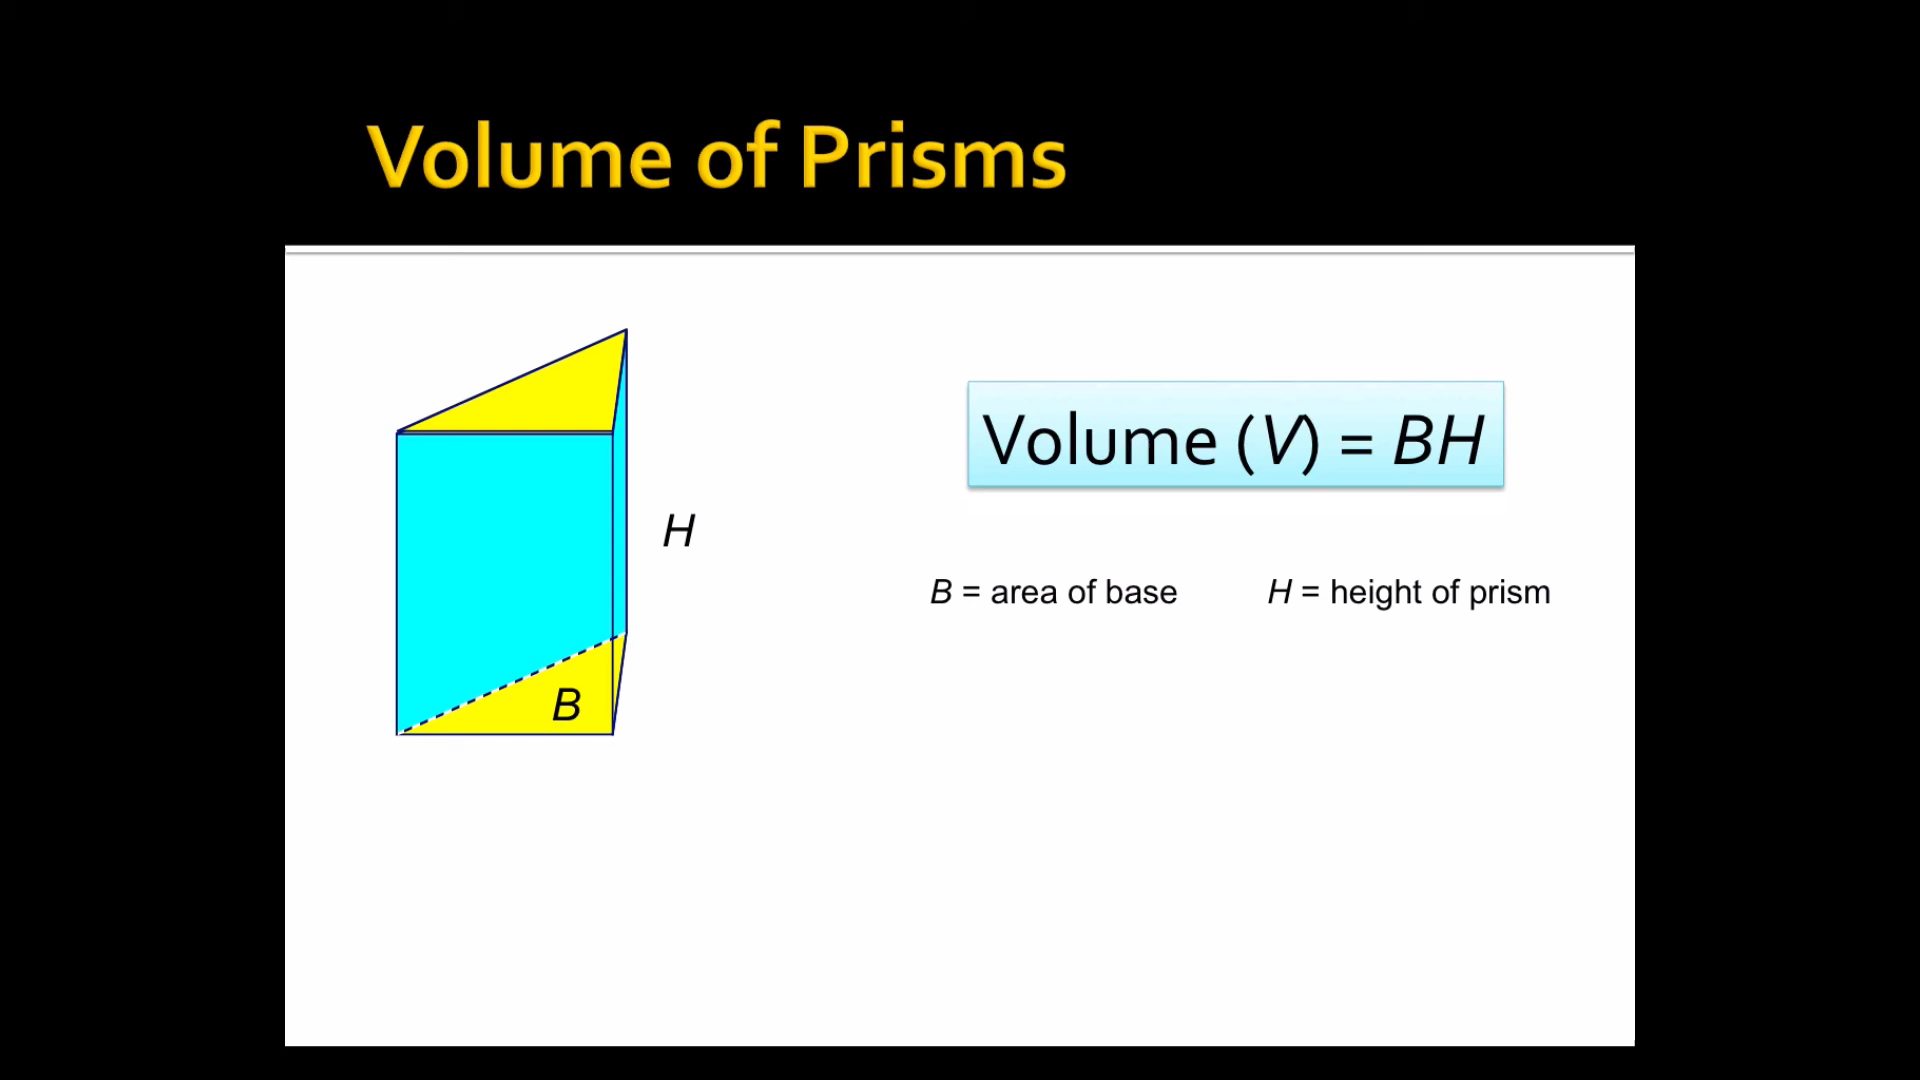 Volume of Prisms
Volume (V) = BH
H
B = area of base H = height of prism
B